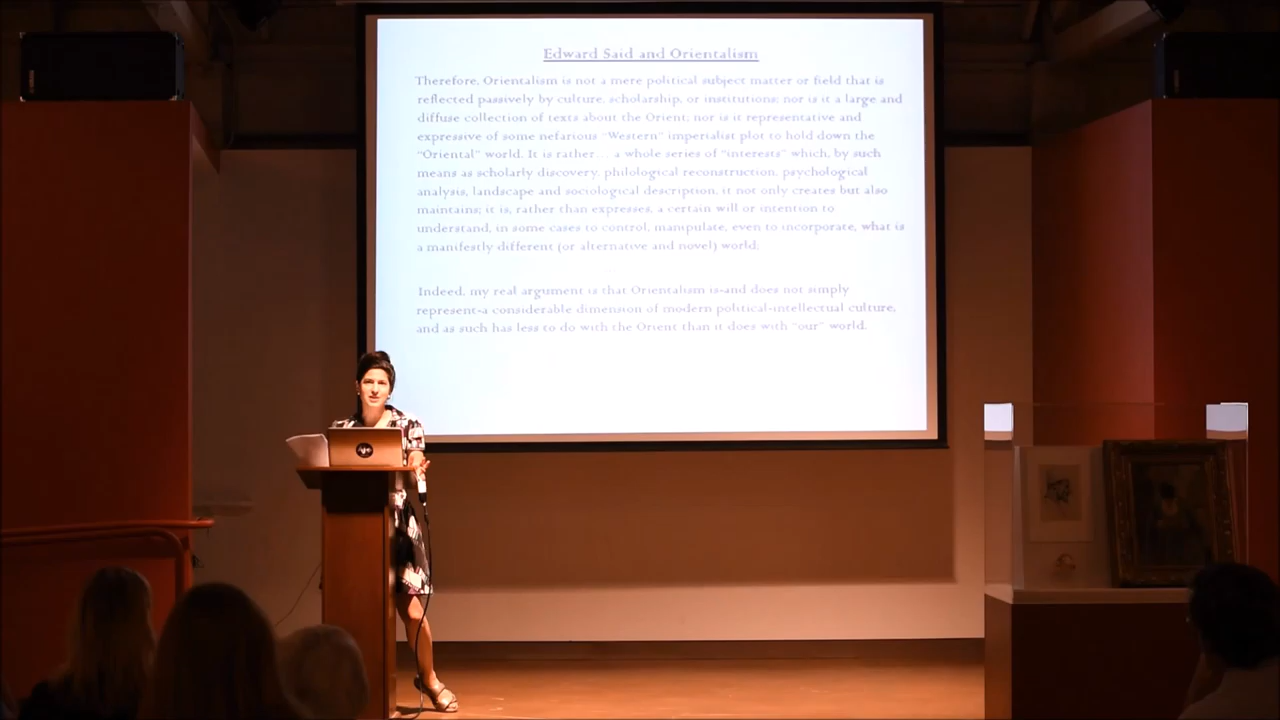 Edward Said and Orientalism
Therefore, Orientalism is not a mere political subject matter or field that is
reflected passively by culture, scholarship, or institutions; nor is it a large and
diffuse collection of texts about the Orient; nor is it representative and
expressive of some nefarious "Western" imperialist plot to hold down the
"Oriental" world. It is rather… a whole series of "interests" which, by such
means as scholarly discovery, philological reconstruction, psychological
analysis, landscape and sociological description, it not only creates but also
maintains; it is, rather than expresses, a certain will or intention to
understand, in some cases to control, manipulate, even to incorporate, what is
a manifestly different (or alternative and novel) world;
Indeed, my real argument is that Orientalism is-and does not simply
represent-a considerable dimension of modern political-intellectual culture,
and as such has less to do with the Orient than it does with "our" world.